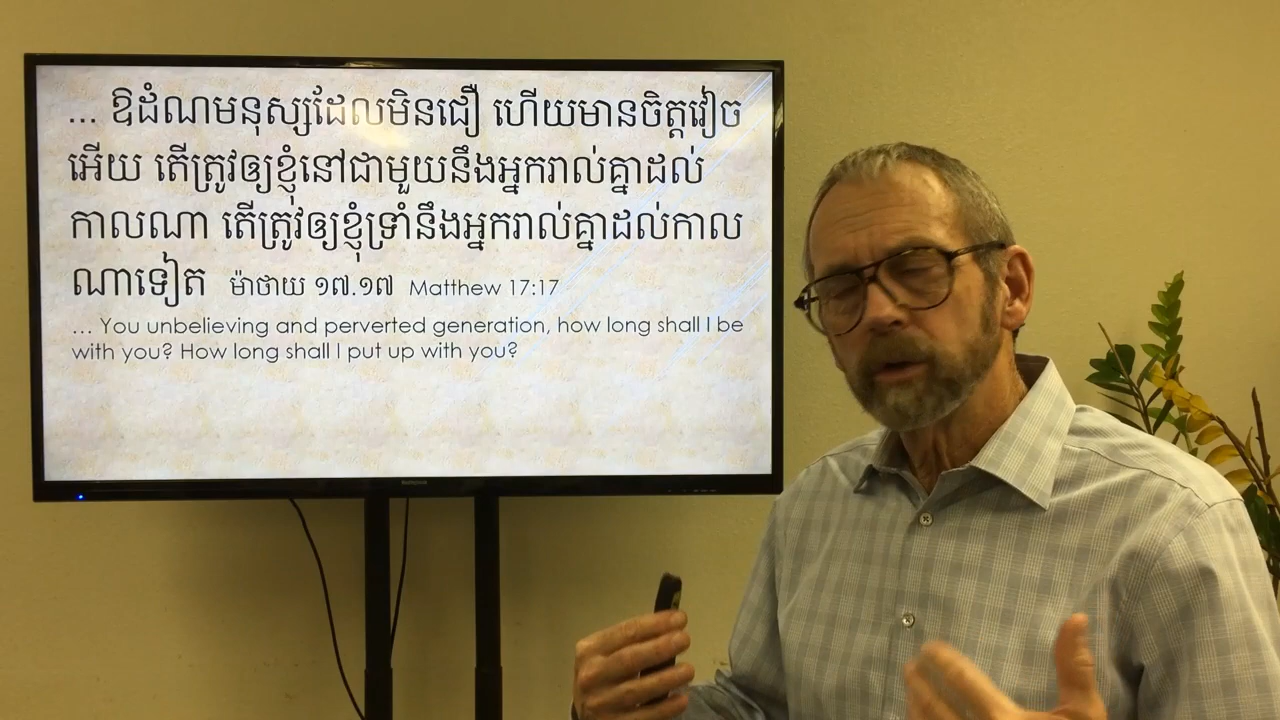 ... ឱដំណមនុស្សដែលមិនជឿ ហើយមានចិត្តវៀច
អើយ តើត្រូវឲ្យខ្ញុំនៅជាមួយនឹងអ្នករាល់គ្នាដល់
កាលណា តើត្រូវឲ្យខ្ញុំទ្រាំនឹងអ្នករាល់គ្នាដល់កាល
ណាទៀត ម៉ាថាយ ១៧.១៧ Matthew 17:17
... You unbelieving and perverted generation, how long shall I be
with you? How long shall I put up with you?